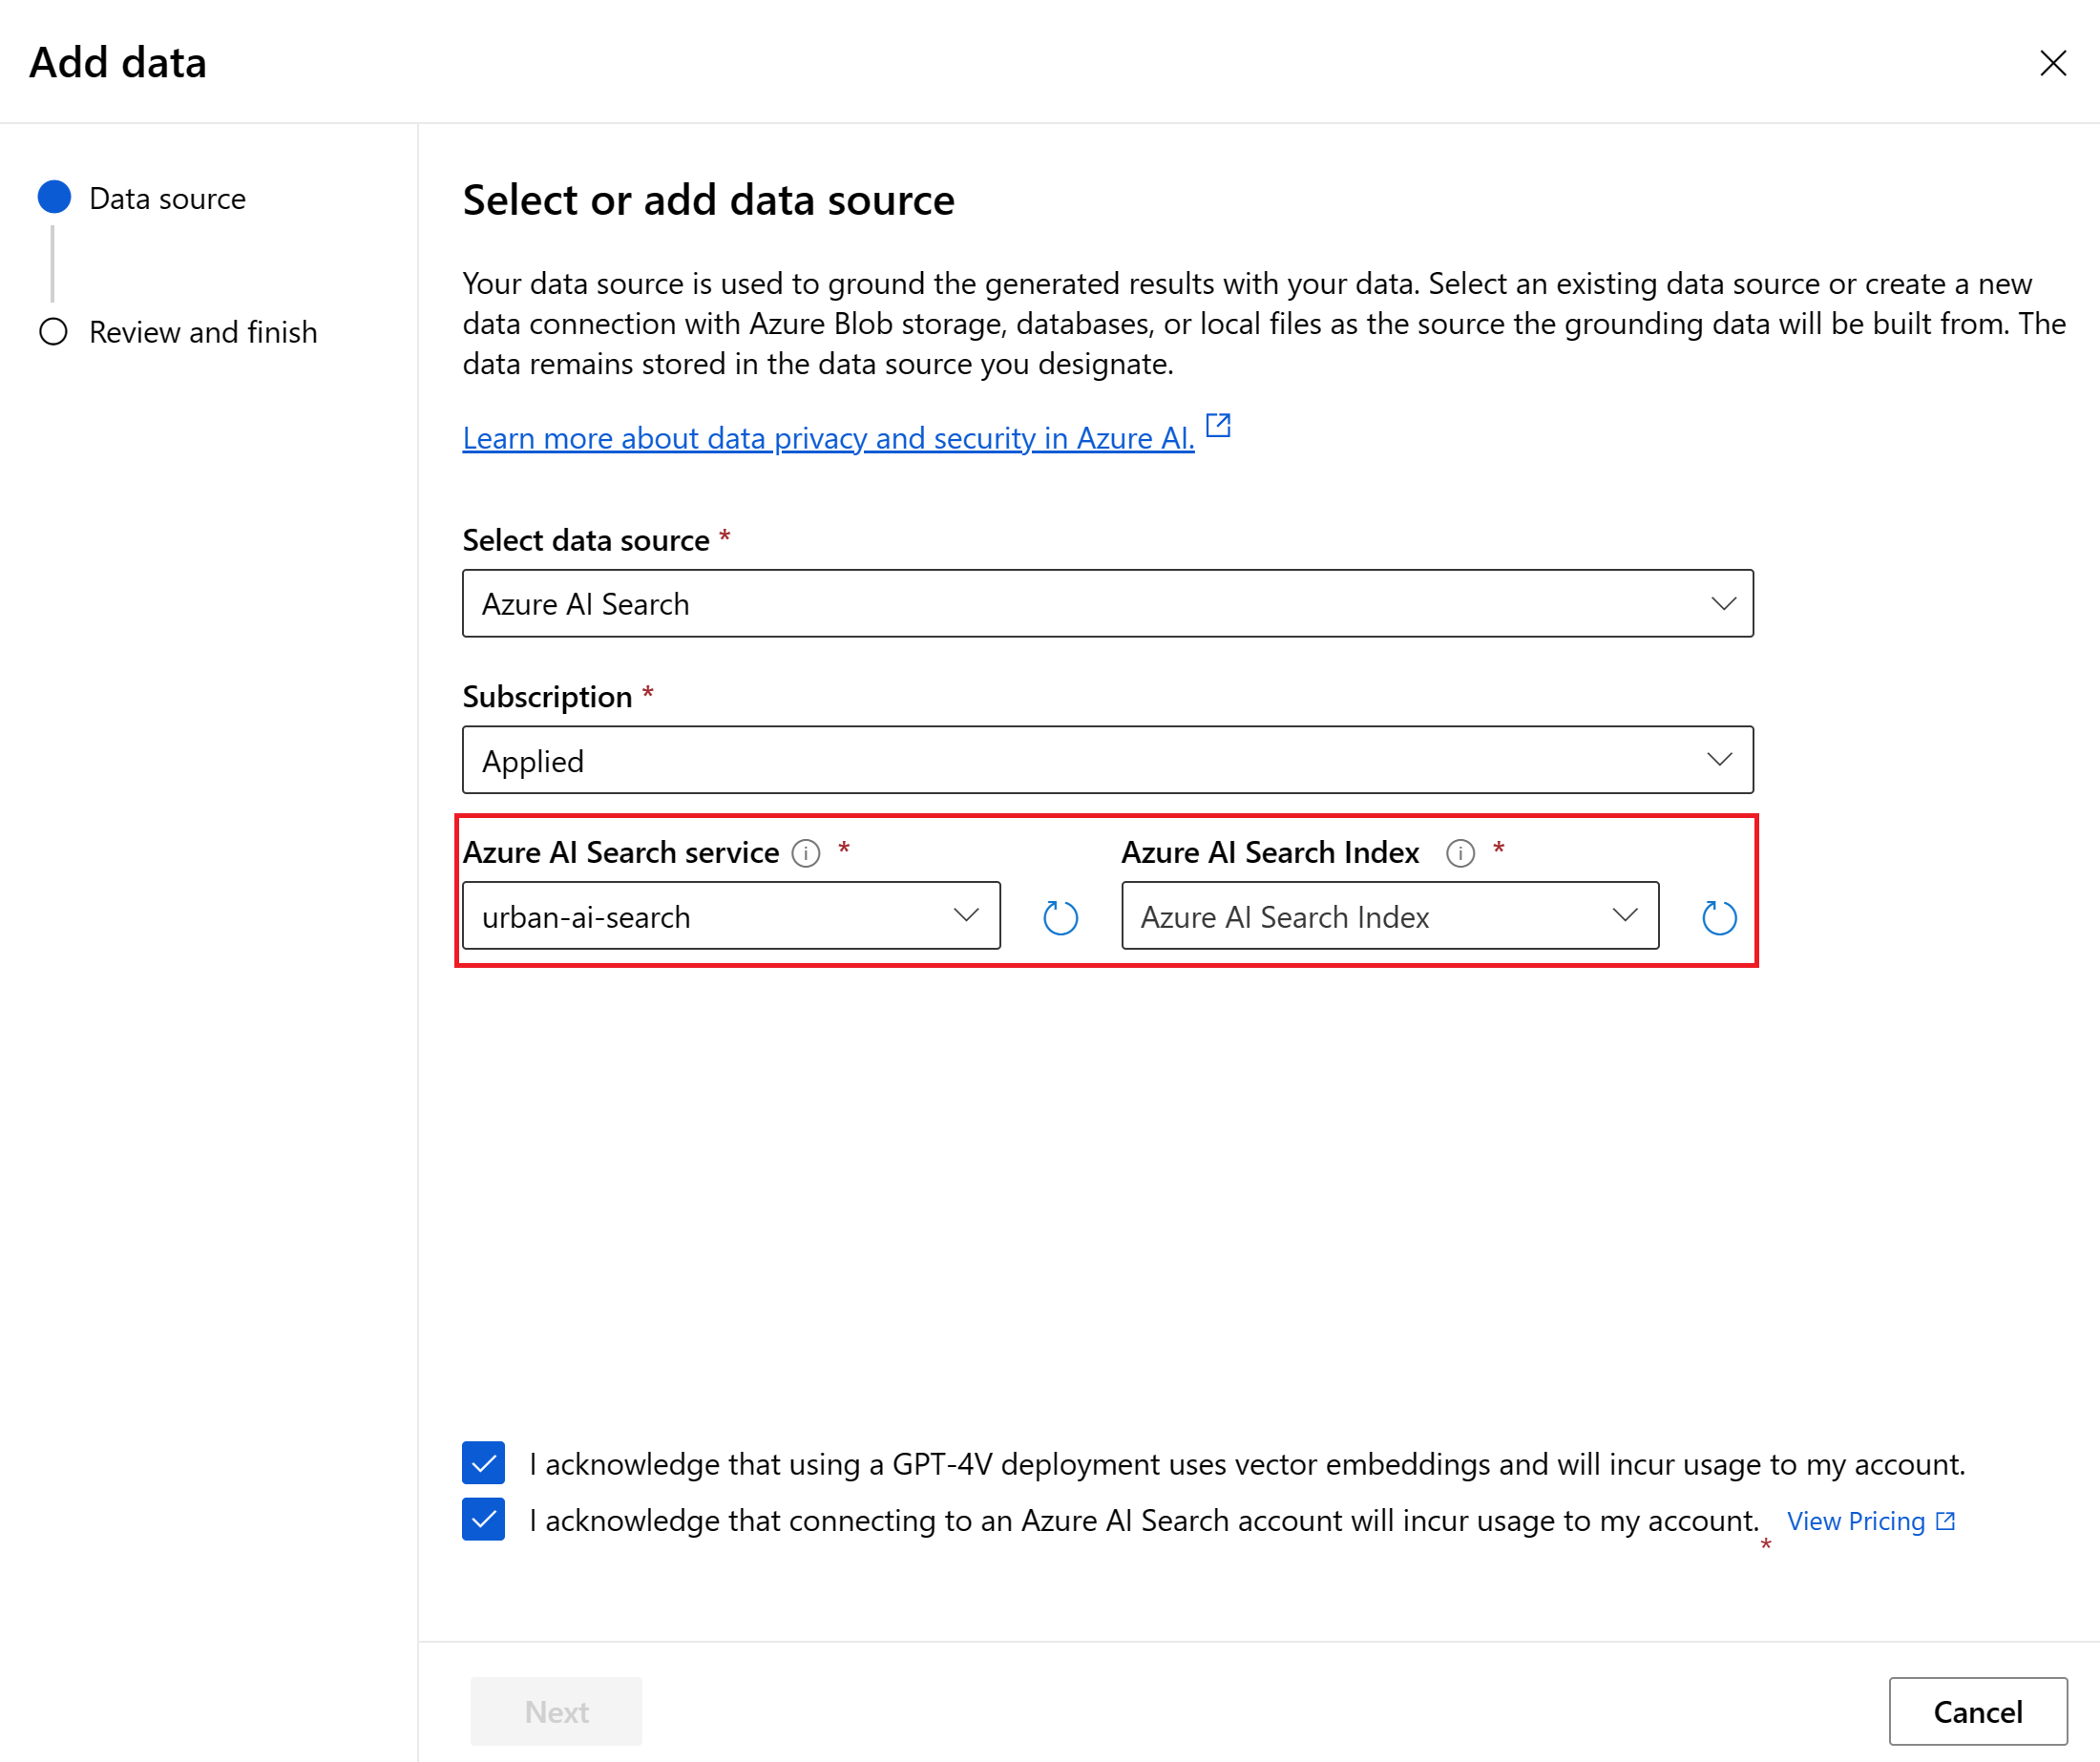 Add data
Data source
Review and finish
Select or add data source
Your data source is used to ground the generated results with your data. Select an existing data source or create a new
data connection with Azure Blob storage, databases, or local files as the source the grounding data will be built from. The
data remains stored in the data source you designate.
Learn more about data privacy and security in Azure AI.
Select data source *
Azure AI Search
Subscription *
Applied
Azure AI Search service *
urban-ai-search
Azure AI Search Index *
Azure AI Search Index
I acknowledge that using a GPT-4V deployment uses vector embeddings and will incur usage to my account.
I acknowledge that connecting to an Azure AI Search account will incur usage to my account. * View Pricing
Next
Cancel